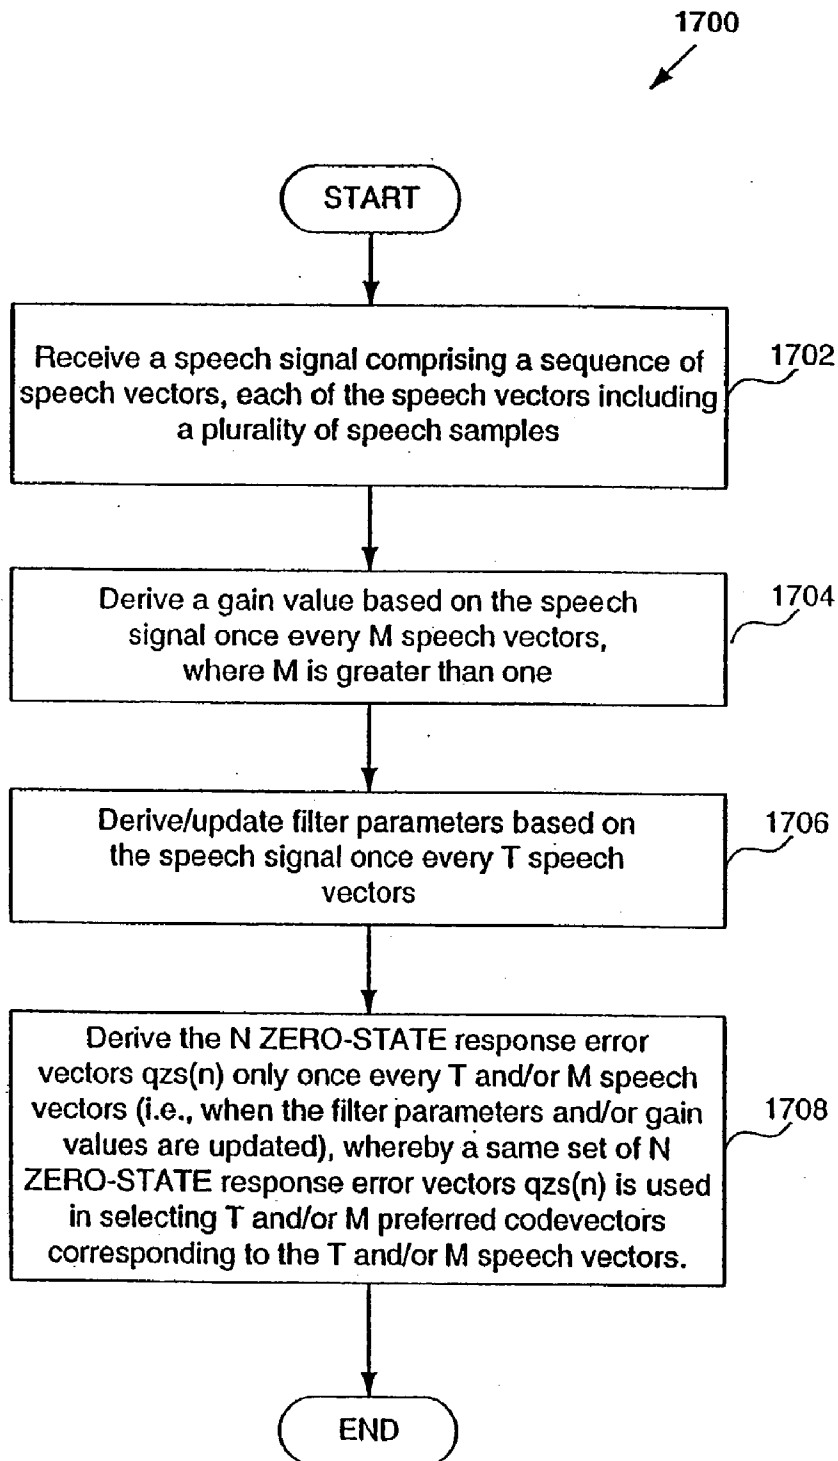 1700
START
Receive a speech signal comprising a sequence of
speech vectors, each of the speech vectors including
a plurality of speech samples
1702
Derive a gain value based on the speech
signal once every M speech vectors,
where M is greater than one
1704
Derive/update filter parameters based on
the speech signal once every T speech
vectors
1706
Derive the N ZERO-STATE response error
vectors qzs(n) only once every T and/or M speech
vectors (i.e., when the filter parameters and/or gain
values are updated), whereby a same set of N
ZERO-STATE response error vectors qzs(n) is used
in selecting T and/or M preferred codevectors
corresponding to the T and/or M speech vectors.
1708
END